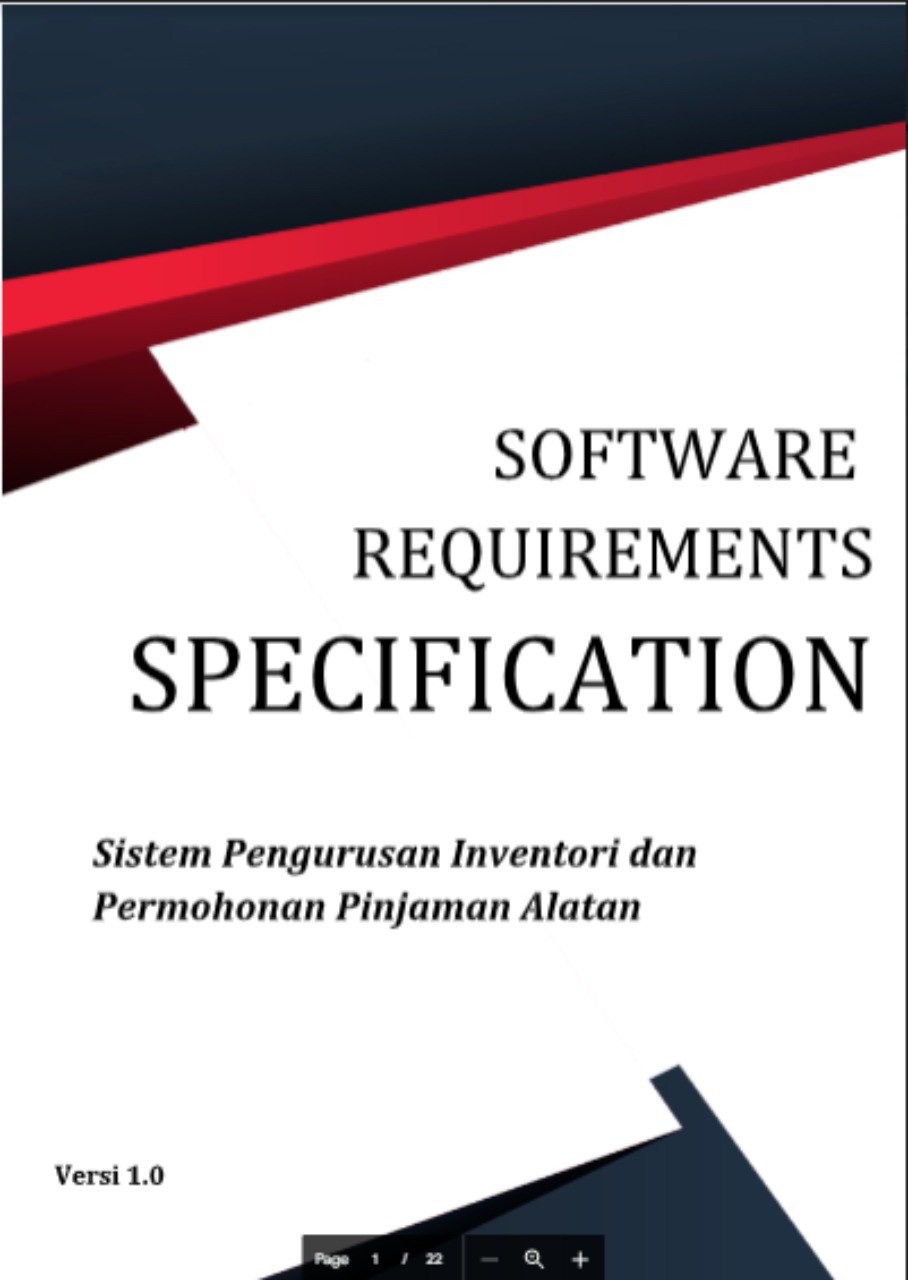 SOFTWARE
REQUIREMENTS
SPECIFICATION
Sistem Pengurusan Inventori dan
Permohonan Pinjaman Alatan
Versi 1.0
Page 1 / 22